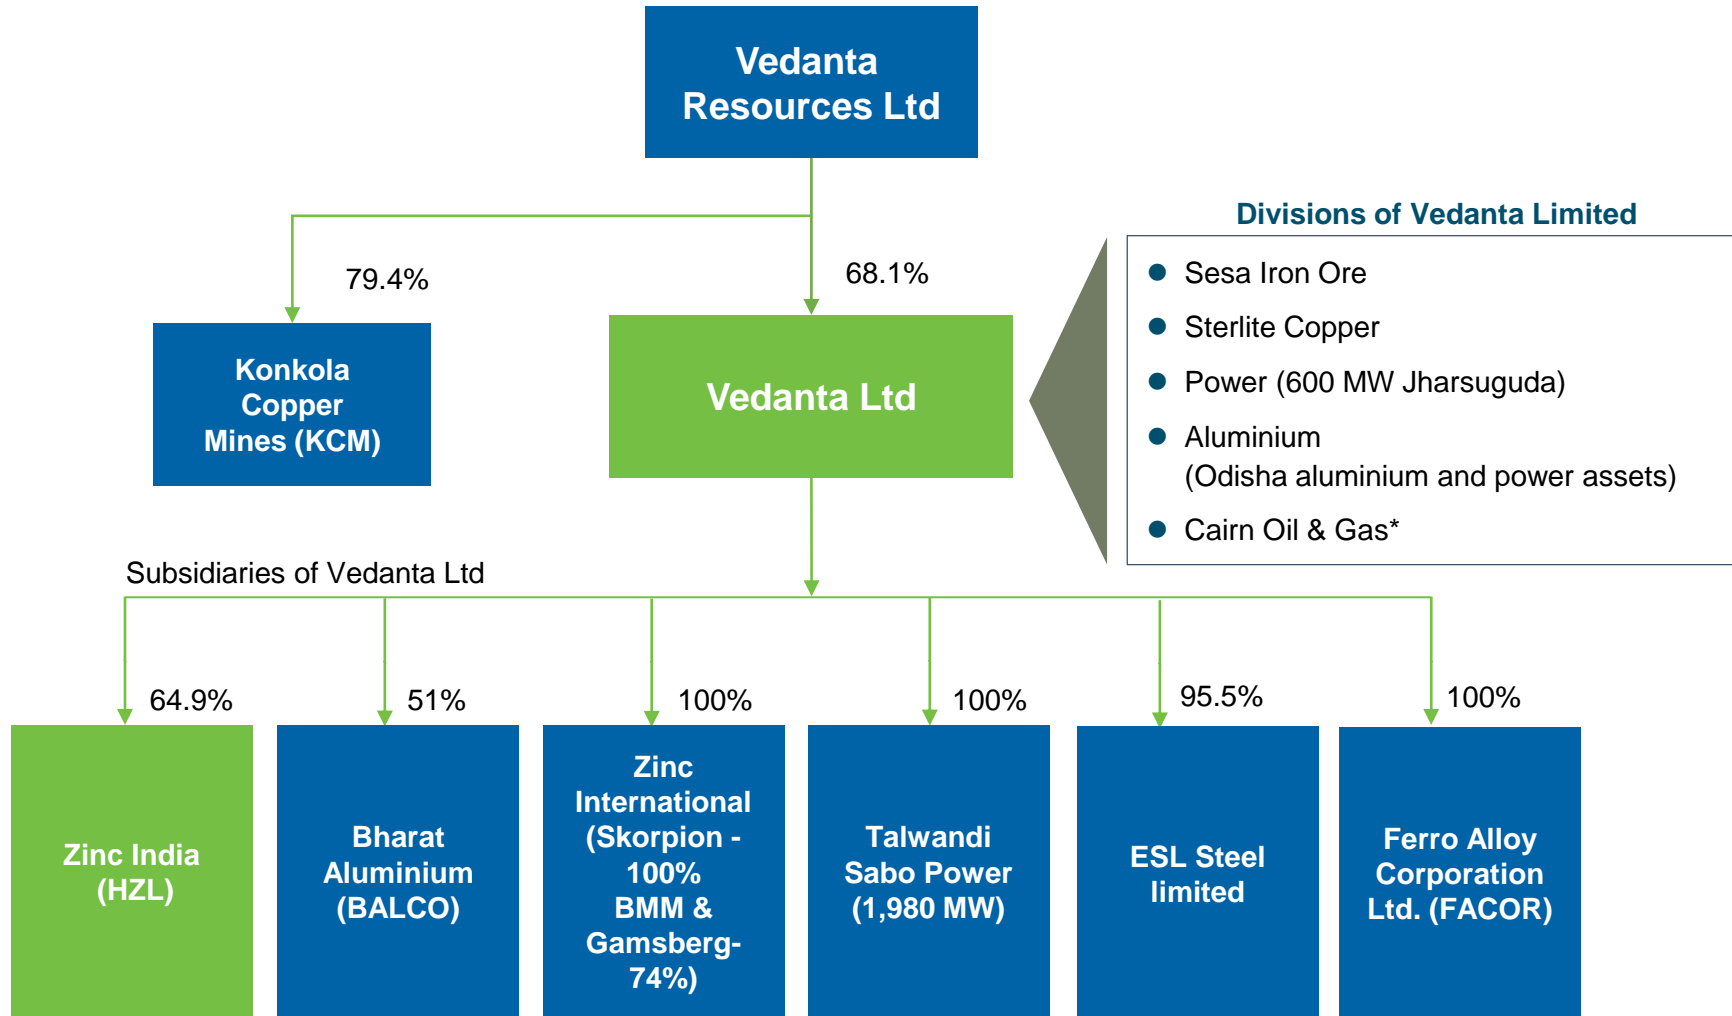 Vedanta
Resources Ltd
Divisions of Vedanta Limited
79.4%
68.1%
Konkola
Copper
Mines (KCM)
Vedanta Ltd
Sesa Iron Ore
Sterlite Copper
Power (600 MW Jharsuguda)
Aluminium
(Odisha aluminium and power assets)
Cairn Oil & Gas*
Subsidiaries of Vedanta Ltd
64.9%
51%
100%
100%
95.5%
100%
Zinc India
(HZL)
Bharat
Aluminium
(BALCO)
Zinc
International
(Skorpion -
100%
BMM &
Gamsberg-
74%)
Talwandi
Sabo Power
(1,980 MW)
ESL Steel
limited
Ferro Alloy
Corporation
Ltd. (FACOR)